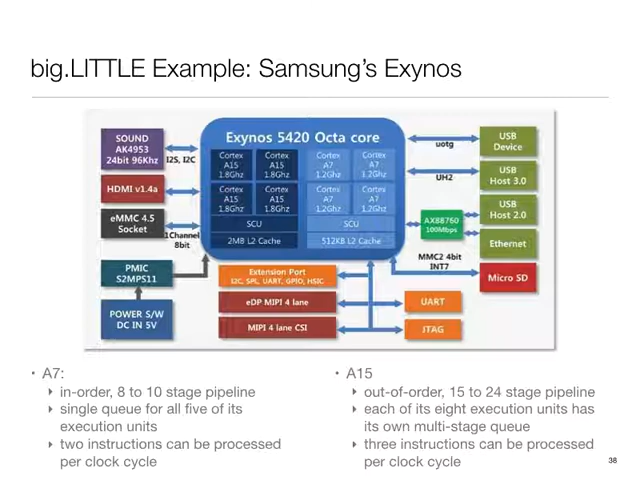 big.LITTLE Example: Samsung's Exynos
SOUND
AK4953
24bit 96Khz
I2S, I2C
HDMI v1.4a
eMMC 4.5
Socket
1Channel
8bit
PMIC
S2MPS11
POWER S/W
DC IN 5V
Exynos 5420 Octa core
Cortex
A15
1.8Ghz
Cortex
A15
1.8Ghz
Cortex
A7
1.2Ghz
Cortex
A7
1.2Ghz
Cortex
A15
1.8Ghz
Cortex
A15
1.8Ghz
Cortex
A7
1.2Ghz
Cortex
A7
1.2Ghz
SCU
SCU
2MB L2 Cache
512KB L2 Cache
Extension Port
I2C, SPL, UART, GPIO, HSIC
eDP MIPI 4 lane
MIPI 4 lane CSI
uotg
UH2
AX88760
100Mbps
MMC2 4bit
INT7
USB
Device
USB
Host 3.0
USB
Host 2.0
Ethernet
Micro SD
UART
JTAG
• A7:
‣ in-order, 8 to 10 stage pipeline
‣ single queue for all five of its
execution units
‣ two instructions can be processed
per clock cycle
• A15
‣ out-of-order, 15 to 24 stage pipeline
‣ each of its eight execution units has
its own multi-stage queue
‣ three instructions can be processed
per clock cycle
38